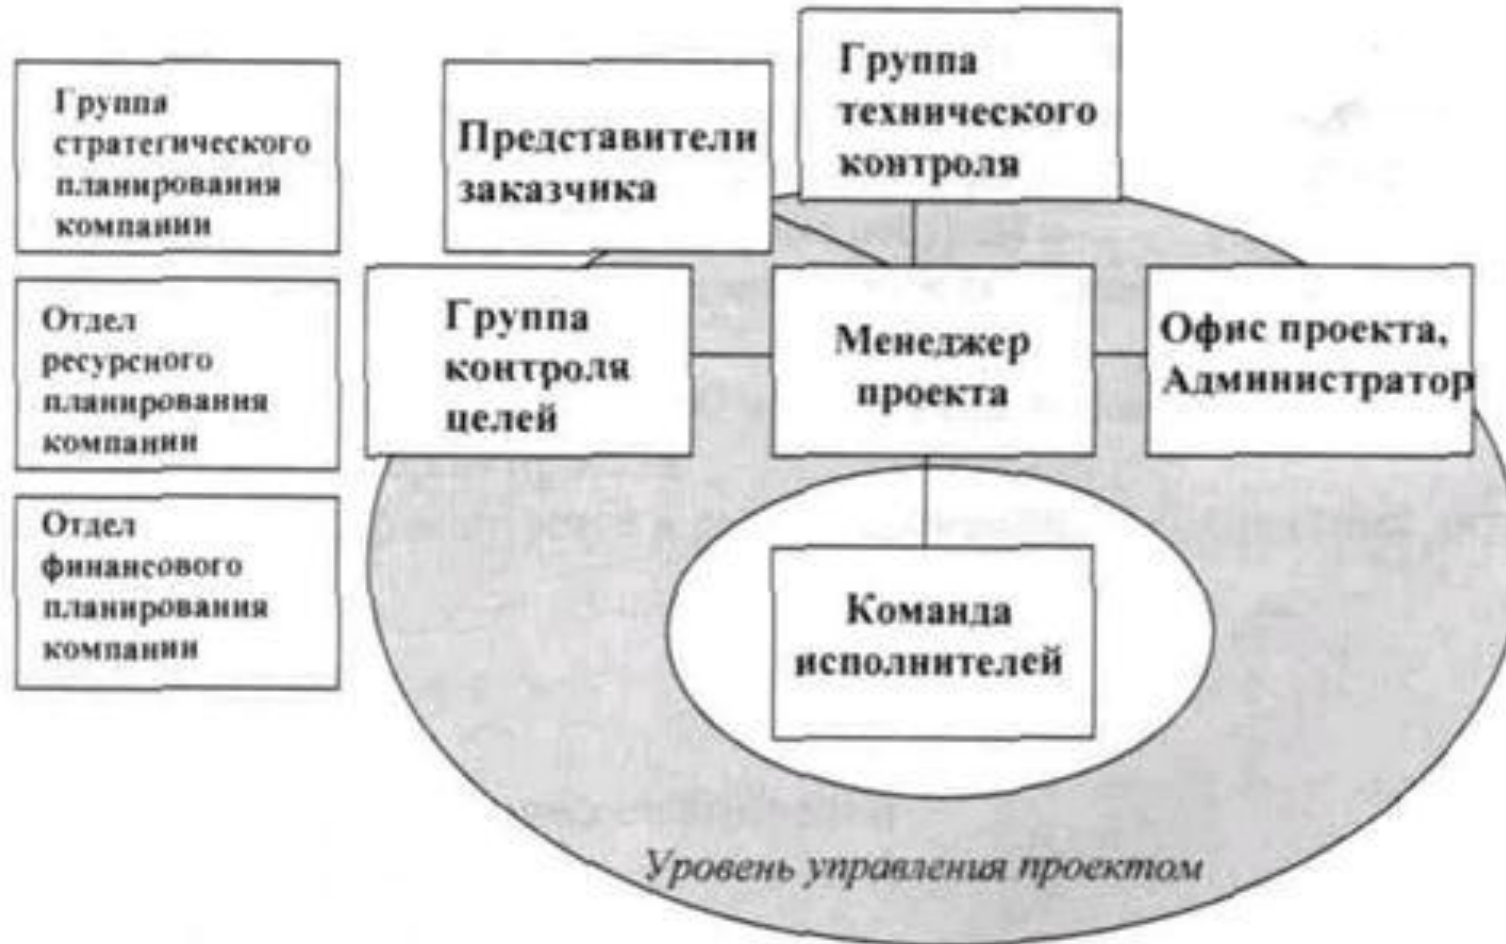 Группа
стратегического
планирования
компании
Представители
заказчика
Группа
технического
контроля
Отдел
ресурсного
планирования
компании
Группа
контроля
целей
Менеджер
проекта
Офис проекта,
Администратор
Отдел
финансового
планирования
компании
Команда
исполнителей
Уровень управления проектом